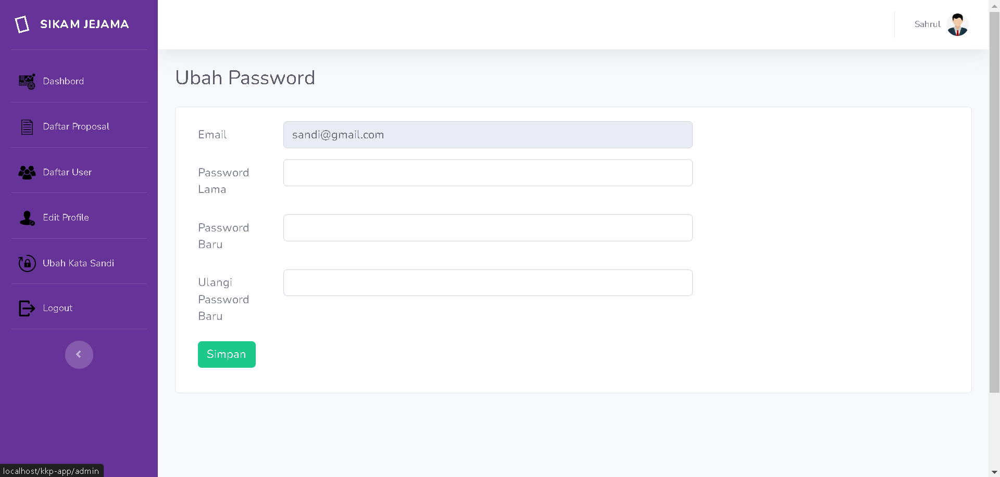 SIKAM JEJAMA
Sahrul
Dashbord
Daftar Proposal
Daftar User
Edit Profile
Ubah Kata Sandi
Logout
Ubah Password
Email
sandi@gmail.com
Password
Lama
Password
Baru
Ulangi
Password
Baru
Simpan
localhost/kkp-app/admin